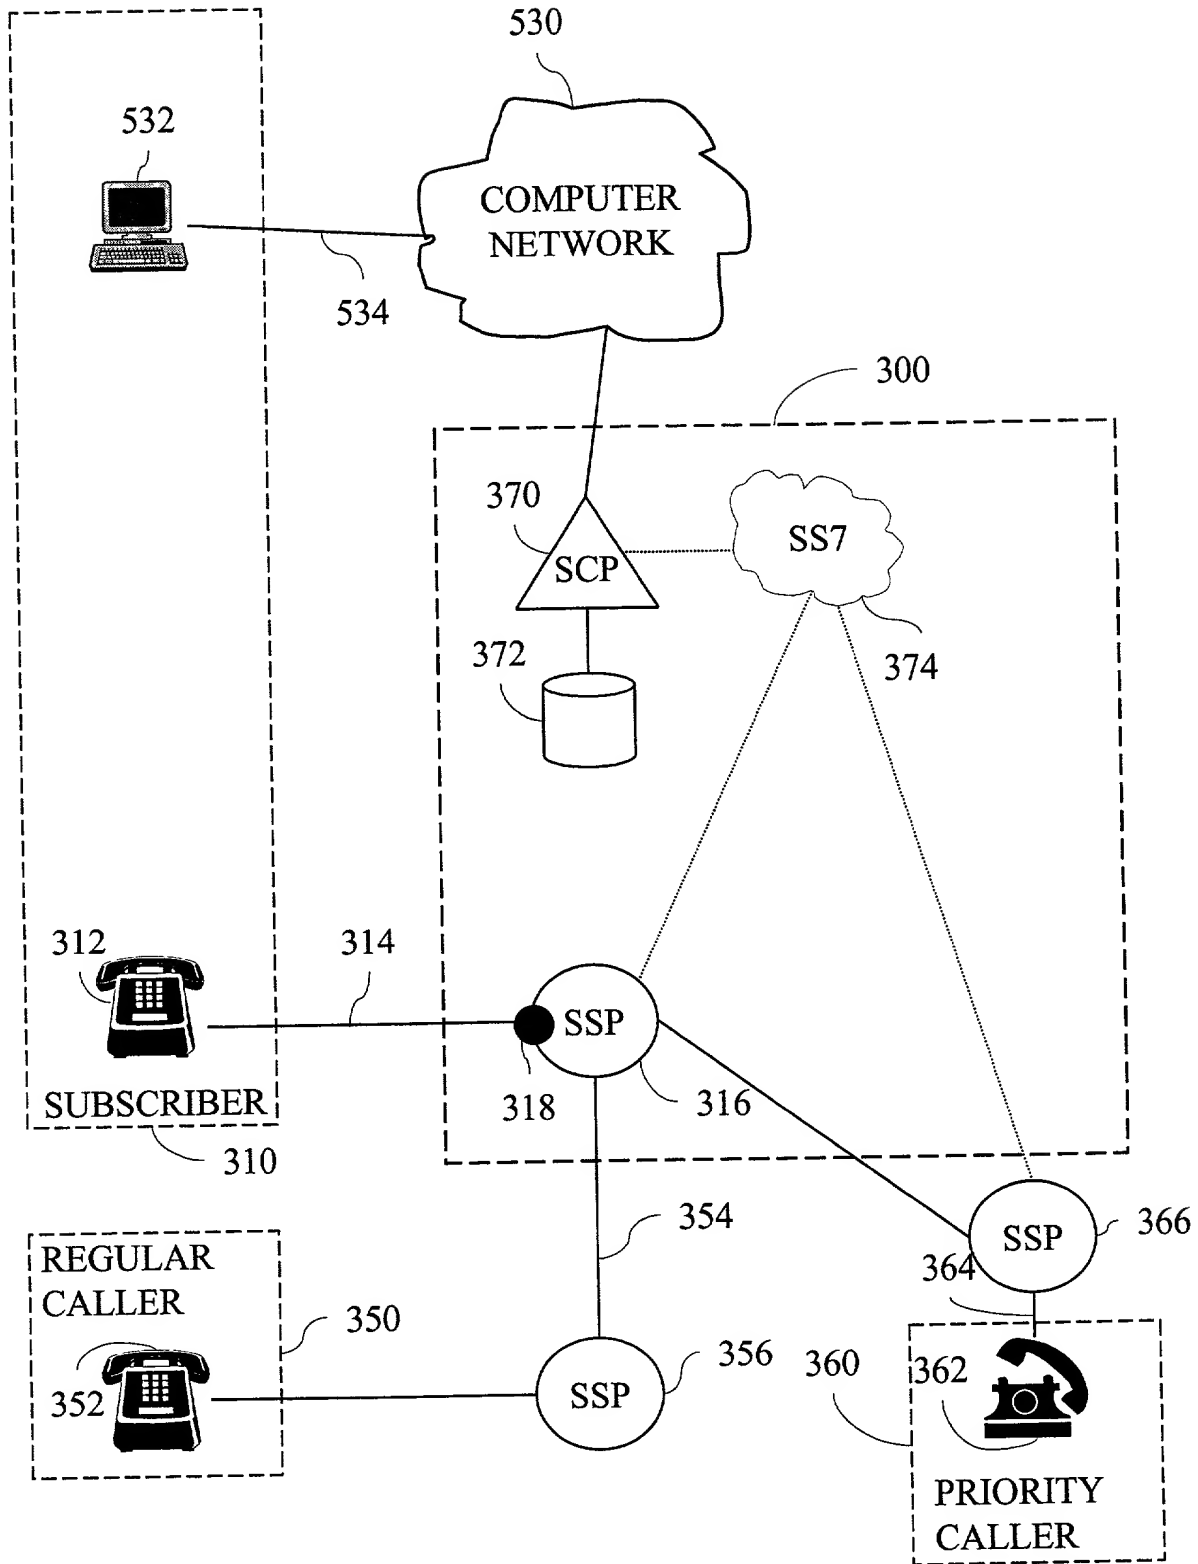 530
532
COMPUTER
NETWORK
534
300
370
SCP
SS7
372
374
312
314
SSP
318
316
SUBSCRIBER
310
354
SSP
366
364
REGULAR
CALLER
350
352
SSP
356
360
362
PRIORITY
CALLER